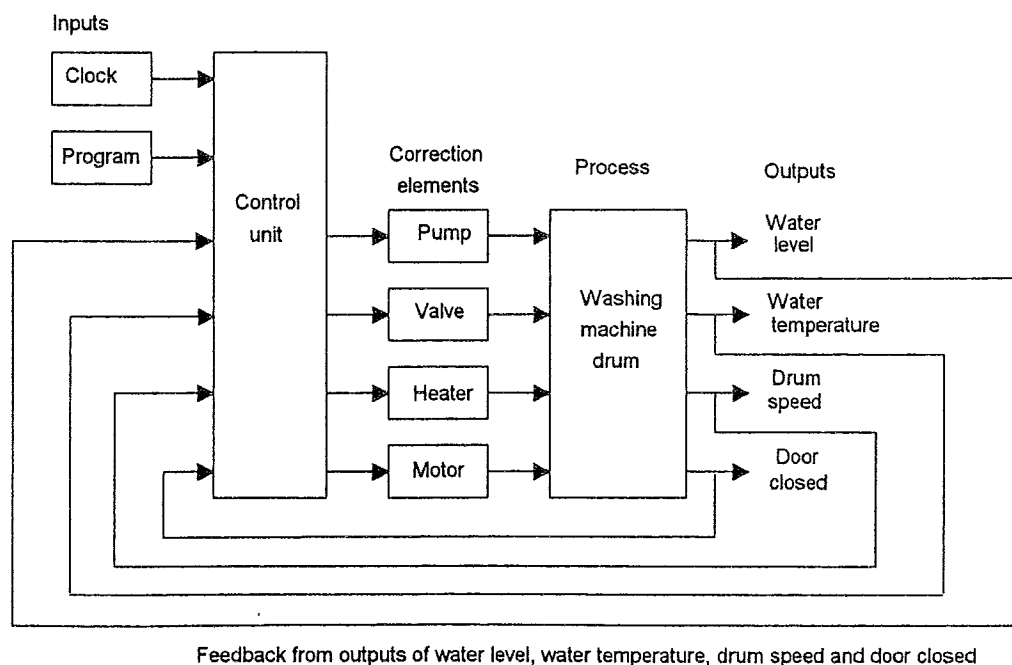 Inputs
Clock
Program
Control
unit
Correction
elements
Pump
Valve
Heater
Motor
Process
Washing
machine
drum
Outputs
Water
level
Water
temperature
Drum
speed
Door
closed
Feedback from outputs of water level, water temperature, drum speed and door closed